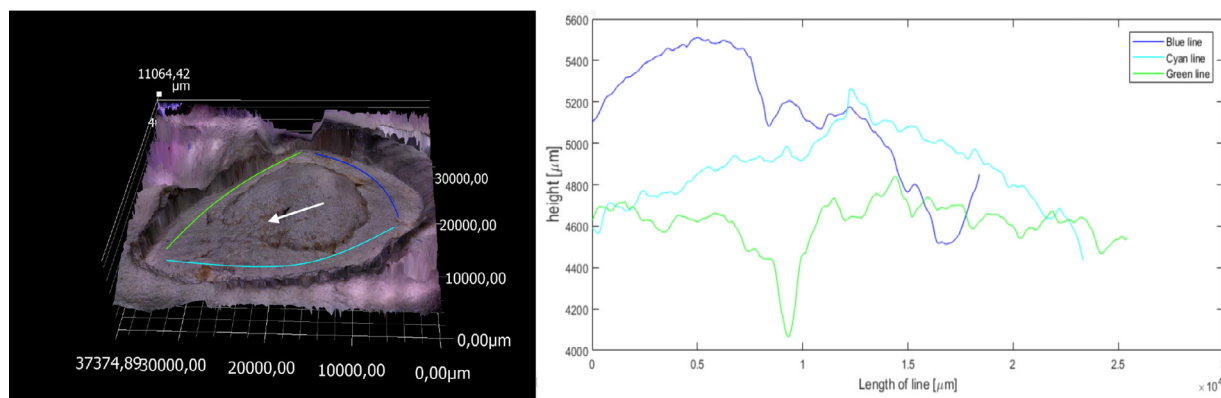 11064,42
µm
4
30000,00
20000,00
10000,00
0,00µm
37374,89 30000,00 20000,00 10000,00 0,00µm
5600
5400
5200
5000
4800
4600
4400
4200
4000
height [µm]
0 0.5 1 1.5 2 2.5
Length of line [µm]
×10
Blue line
Cyan line
Green line